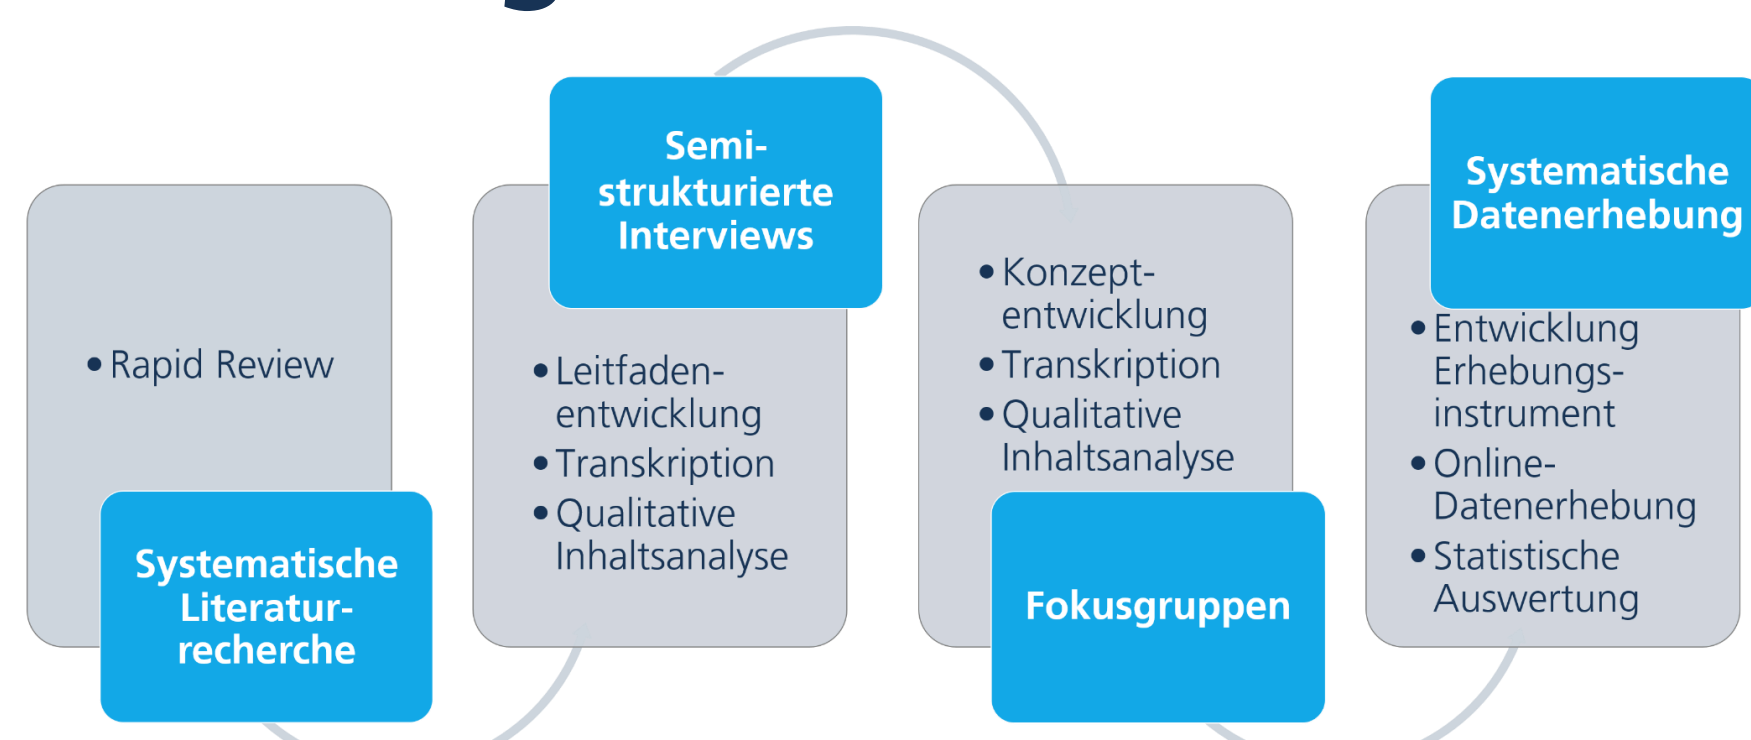 • Rapid Review
Systematische
Literatur-
recherche
Semi-
strukturierte
Interviews
• Leitfaden-
entwicklung
• Transkription
• Qualitative
Inhaltsanalyse
• Konzept-
entwicklung
• Transkription
• Qualitative
Inhaltsanalyse
Fokusgruppen
Systematische
Datenerhebung
• Entwicklung
Erhebungs-
instrument
• Online-
Datenerhebung
• Statistische
Auswertung